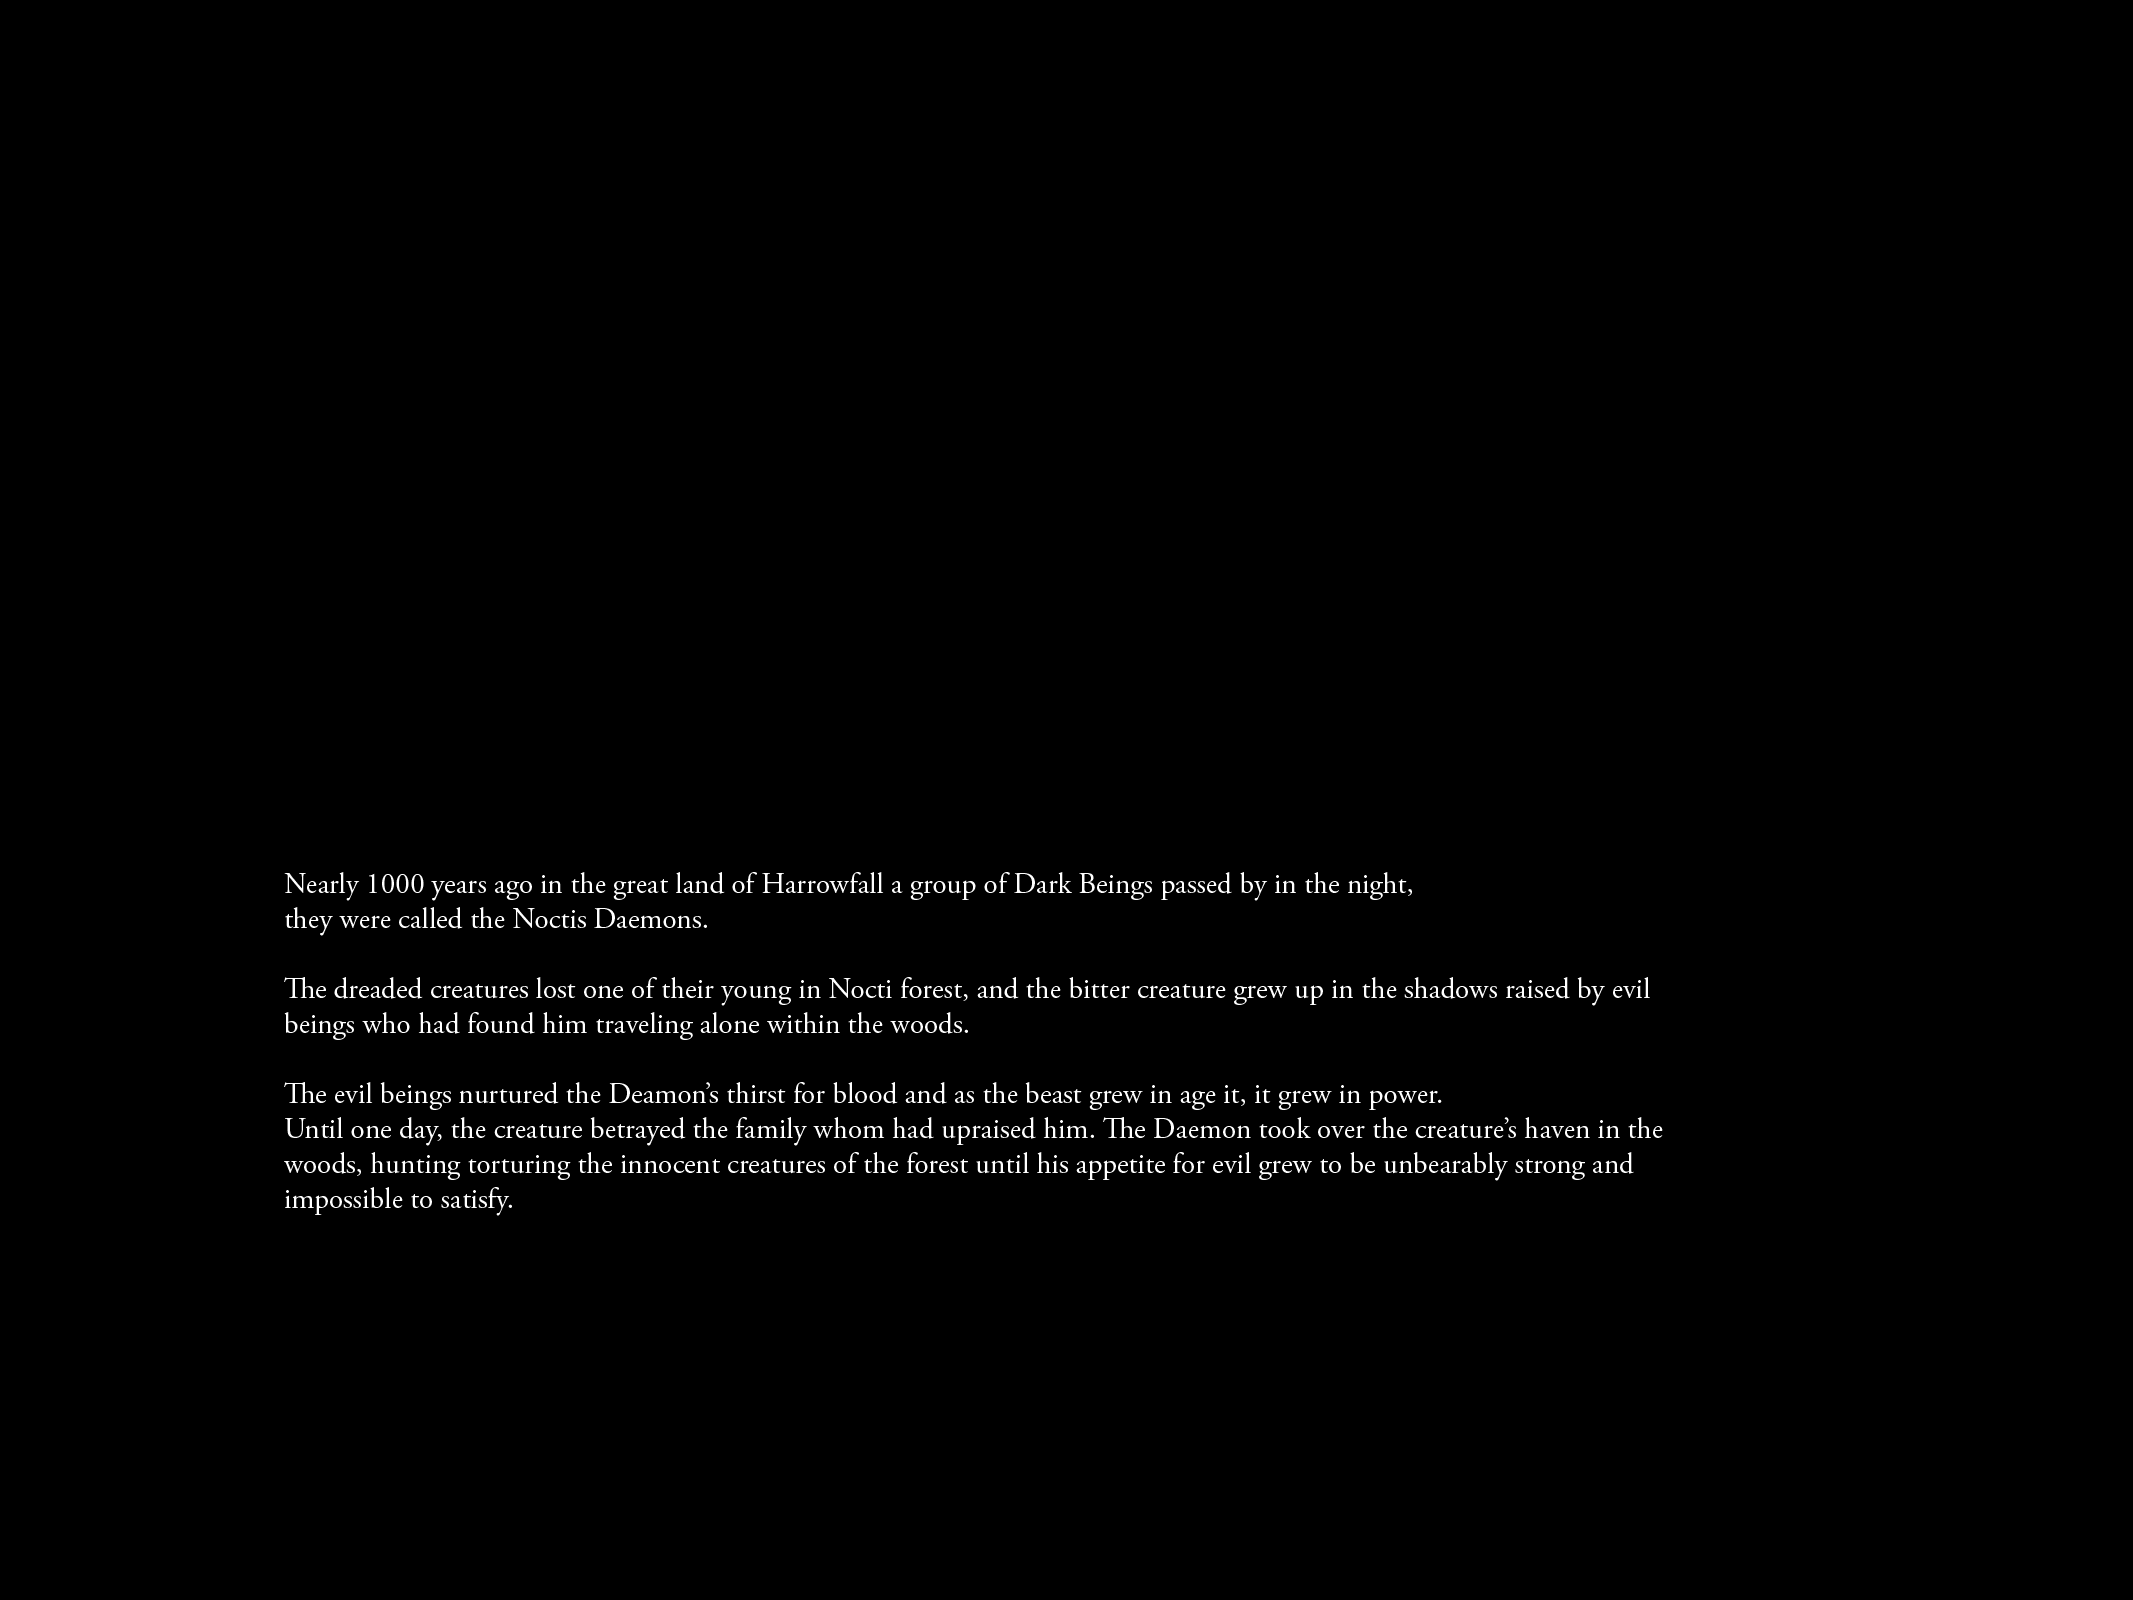 Nearly 1000 years ago in the great land of Harrowfall a group of Dark Beings passed by in the night,
they were called the Noctis Daemons.
The dreaded creatures lost one of their young in Nocti forest, and the bitter creature grew up in the shadows raised by evil
beings who had found him traveling alone within the woods.
The evil beings nurtured the Deamon’s thirst for blood and as the beast grew in age it, it grew in power.
Until one day, the creature betrayed the family whom had upraised him. The Daemon took over the creature’s haven in the
woods, hunting torturing the innocent creatures of the forest until his appetite for evil grew to be unbearably strong and
impossible to satisfy.